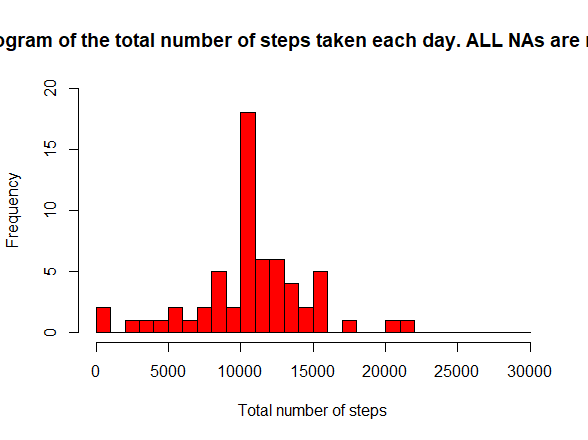 ogram of the total number of steps taken each day. ALL NAs are
20
15
10
5
0
Frequency
0 5000 10000 15000 20000 25000 30000
Total number of steps